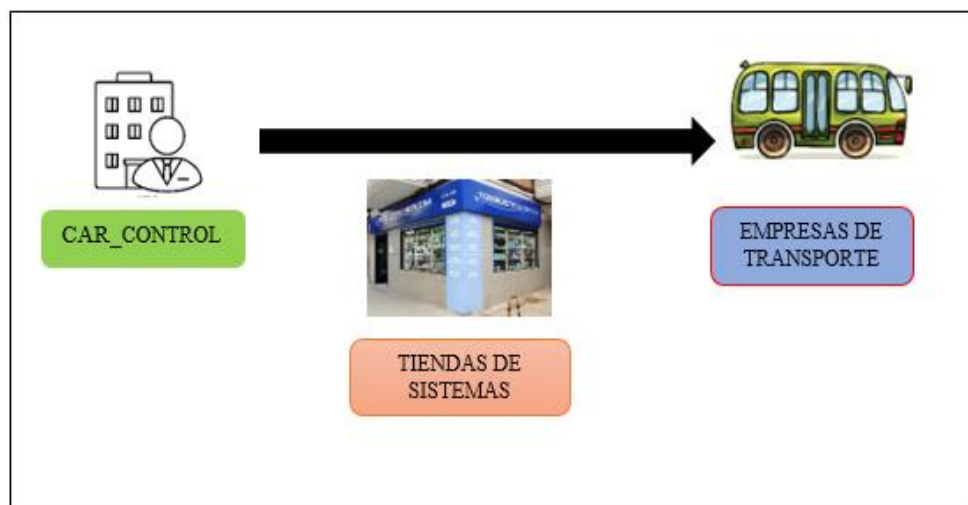 CAR_CONTROL
EMPRESAS DE
TRANSPORTE
TIENDAS DE
SISTEMAS